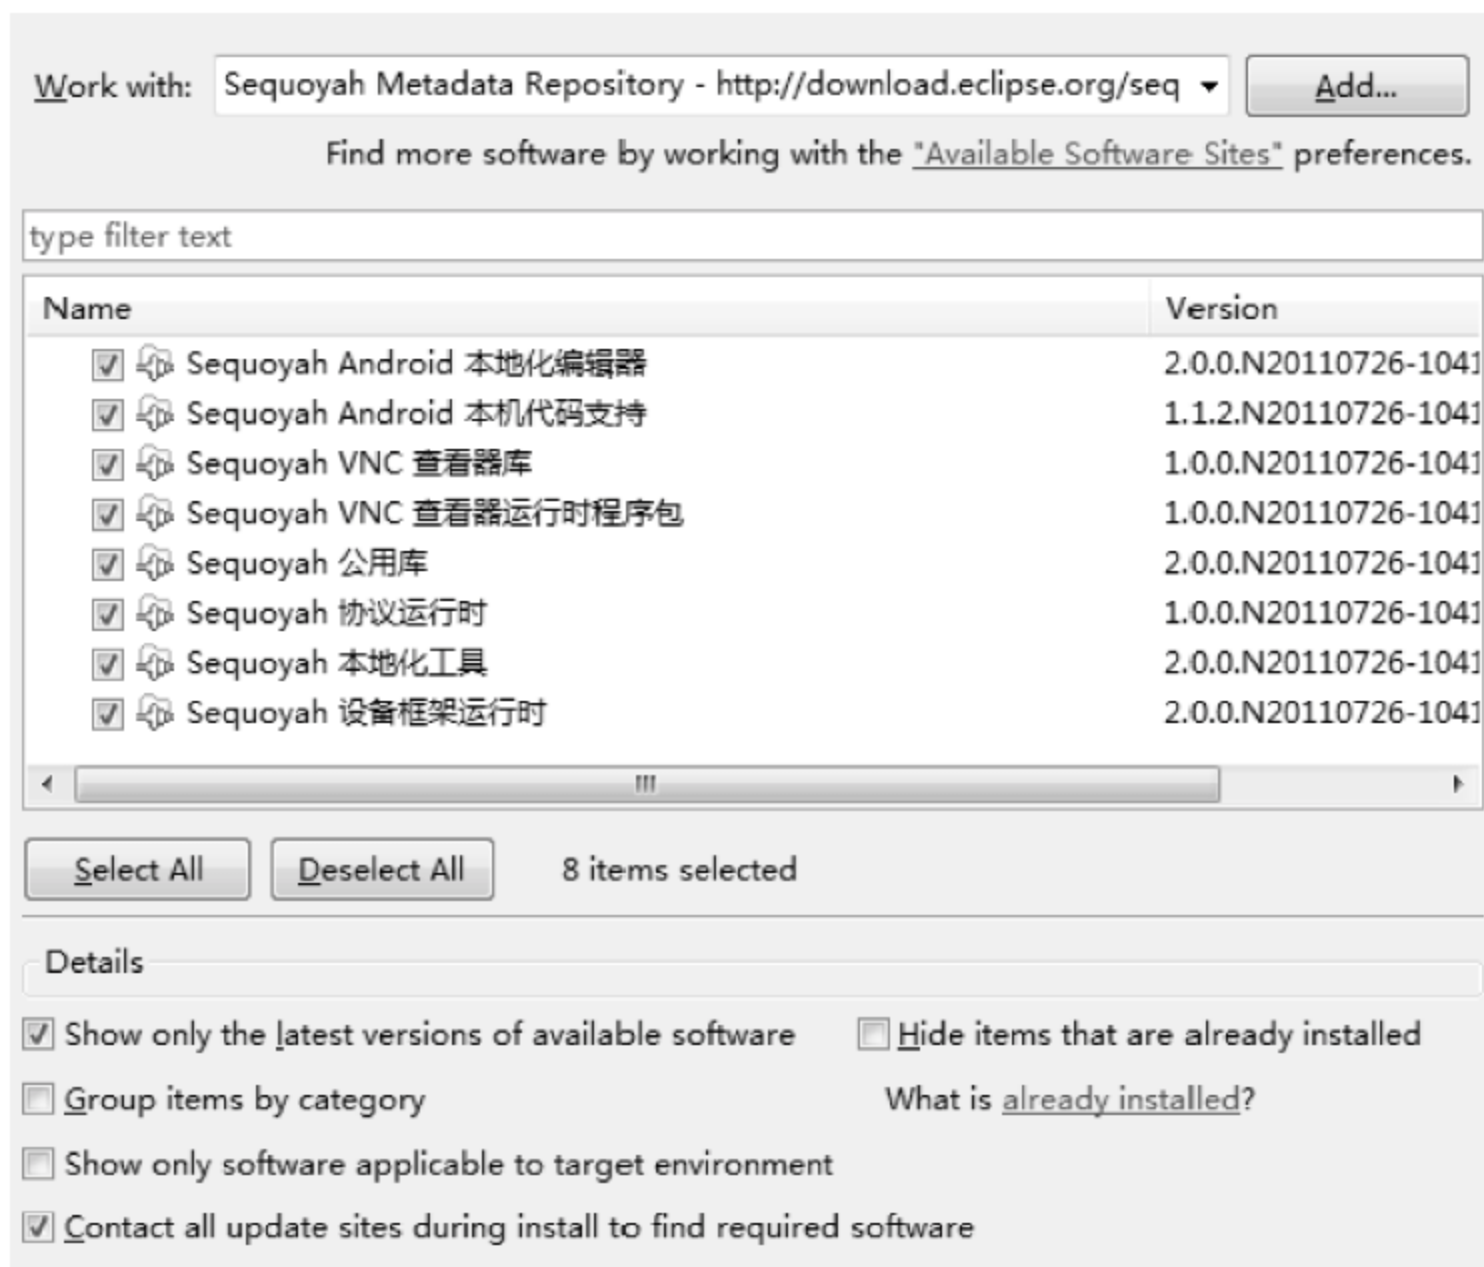 Work with: Sequoyah Metadata Repository - http://download.eclipse.org/seq Add...
Find more software by working with the "Available Software Sites" preferences.
type filter text
Name Version
Sequoyah Android 本地化编辑器 2.0.0.N20110726-1041
Sequoyah Android 本机代码支持 1.1.2.N20110726-1041
Sequoyah VNC 查看器库 1.0.0.N20110726-1041
Sequoyah VNC 查看器运行时程序包 1.0.0.N20110726-1041
Sequoyah 公用库 2.0.0.N20110726-1041
Sequoyah 协议运行时 1.0.0.N20110726-1041
Sequoyah 本地化工具 2.0.0.N20110726-1041
Sequoyah 设备框架运行时 2.0.0.N20110726-1041
Select All Deselect All 8 items selected
Details
Show only the latest versions of available software Hide items that are already installed
Group items by category What is already installed?
Show only software applicable to target environment
Contact all update sites during install to find required software